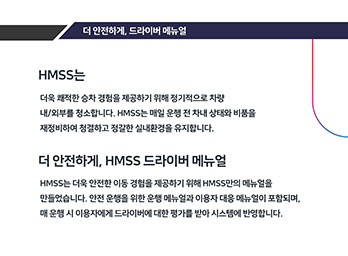 더 안전하게, 드라이버 메뉴얼
HMSS는
더욱 쾌적한 승차 경험을 제공하기 위해 정기적으로 차량
내/외부를 청소합니다. HMSS는 매일 운행 전 차내 상태와 비품을
재정비하여 청결하고 정갈한 실내환경을 유지합니다.
더 안전하게, HMSS 드라이버 메뉴얼
HMSS는 더욱 안전한 이동 경험을 제공하기 위해 HMSS만의 메뉴얼을
만들었습니다. 안전 운행을 위한 운행 메뉴얼과 이용자 대응 메뉴얼이 포함되며,
매 운행 시 이용자에게 드라이버에 대한 평가를 받아 시스템에 반영합니다.